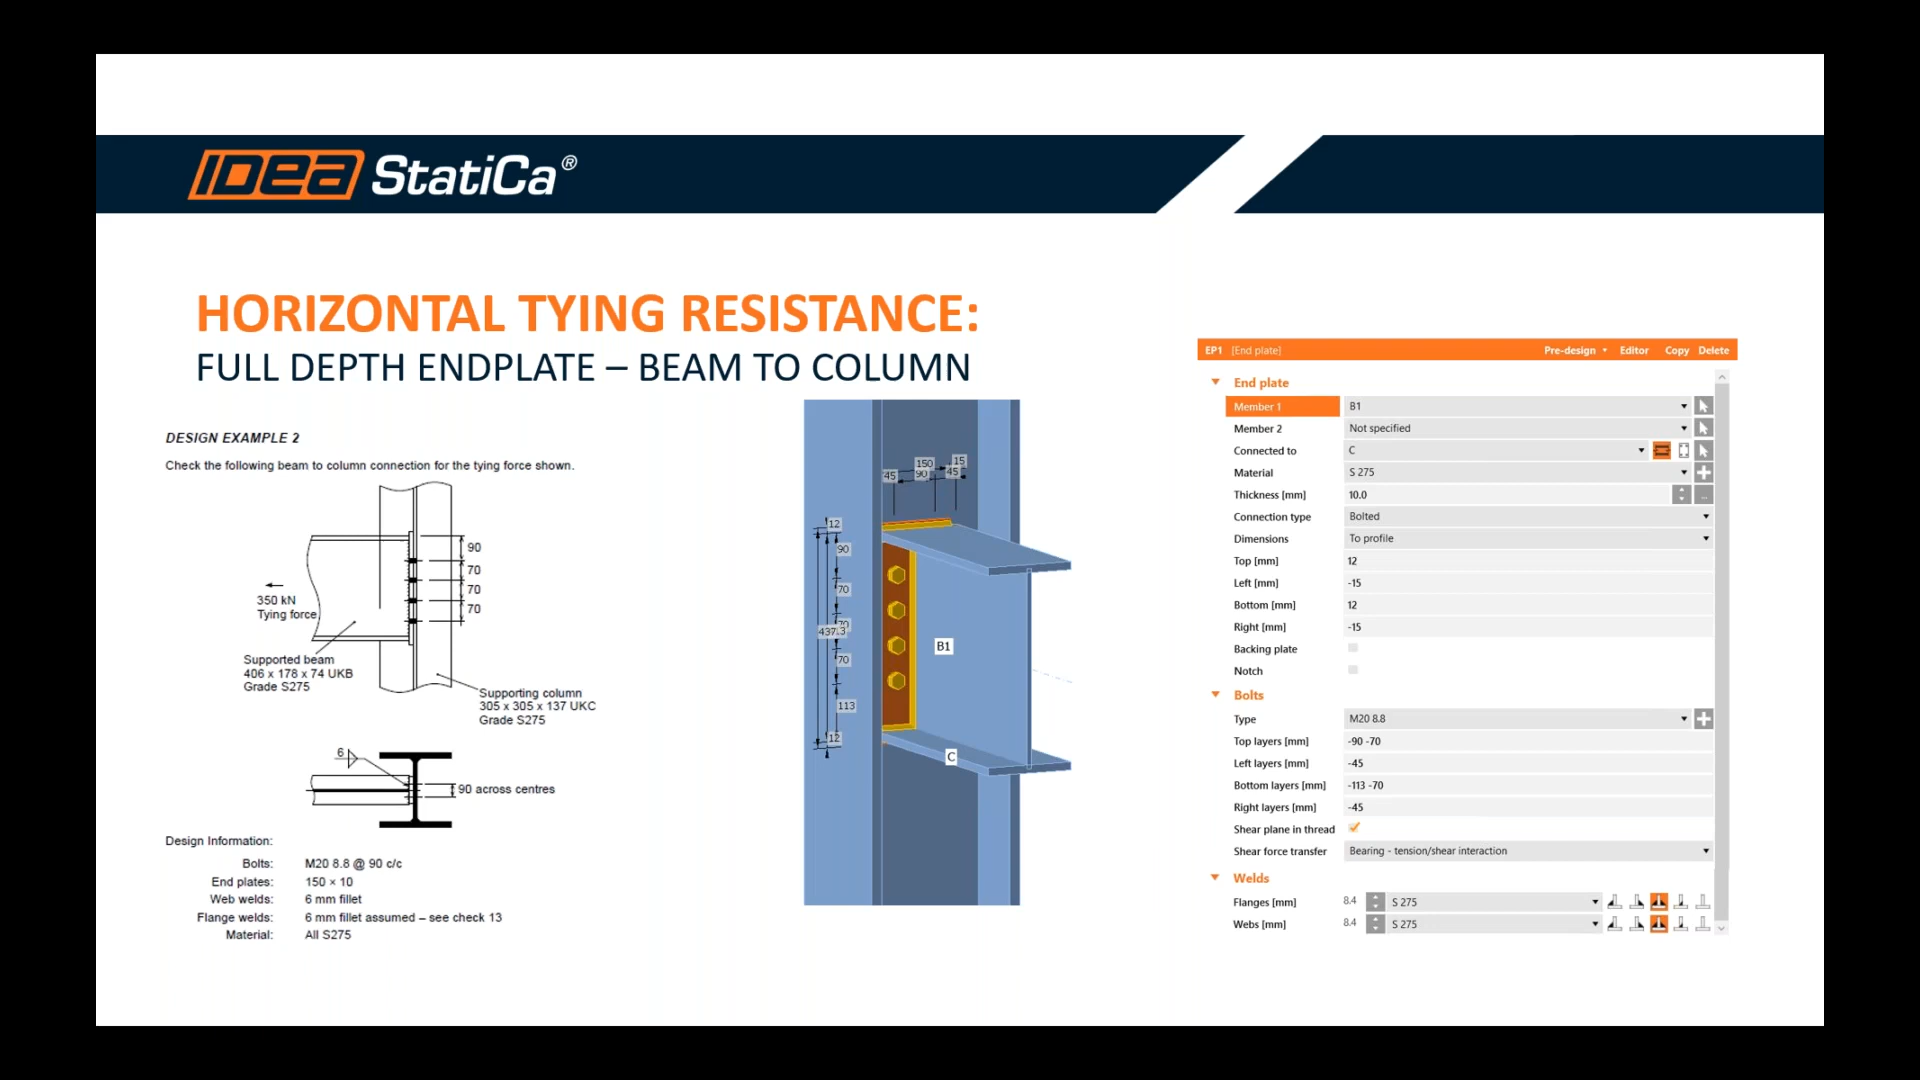 IDEA StatiCa®
HORIZONTAL TYING RESISTANCE:
FULL DEPTH ENDPLATE – BEAM TO COLUMN
DESIGN EXAMPLE 2
Check the following beam to column connection for the tying force shown.
90
70
70
70
350 kN
Tying force
Supported beam
406 x 178 x 74 UKB
Grade S275
Supporting column
305 x 305 x 137 UKC
Grade S275
6
90 across centres
Design Information:
Bolts: M20 8.8 @ 90 c/c
End plates: 150 × 10
Web welds: 6 mm fillet
Flange welds: 6 mm fillet assumed – see check 13
Material: All S275
150 15
45 90 45
12
90
70
70
437.3
70
113
12
B1
C
EP1 [End plate] Pre-design Editor Copy Delete
End plate
Member 1 B1
Member 2 Not specified
Connected to C
Material S 275
Thickness [mm] 10.0
Connection type Bolted
Dimensions To profile
Top [mm] 12
Left [mm] -15
Bottom [mm] 12
Right [mm] -15
Backing plate
Notch
Bolts
Type M20 8.8
Top layers [mm] -90 -70
Left layers [mm] -45
Bottom layers [mm] -113 -70
Right layers [mm] -45
Shear plane in thread
Shear force transfer Bearing - tension/shear interaction
Welds
Flanges [mm] 8.4 S 275
Webs [mm] 8.4 S 275